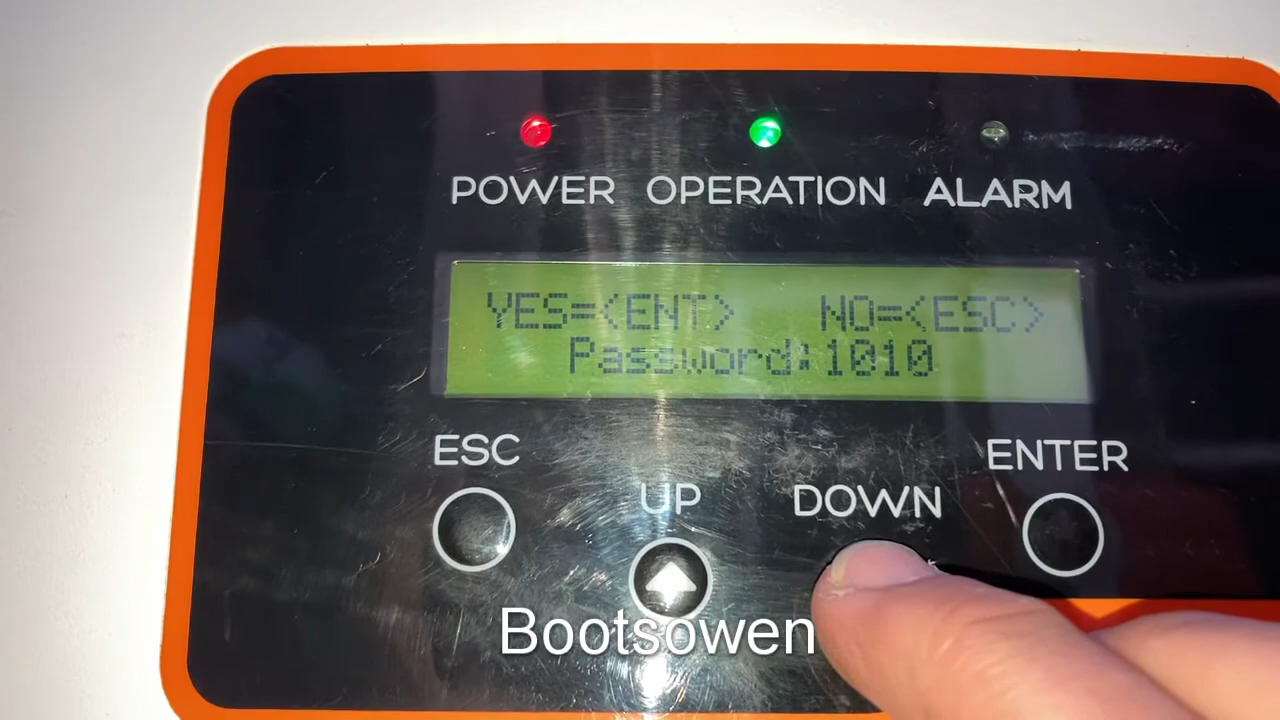 POWER OPERATION ALARM
YES=<ENT> NO=<ESC>
Password:1010
ESC
ENTER
UP
DOWN
Bootsowen